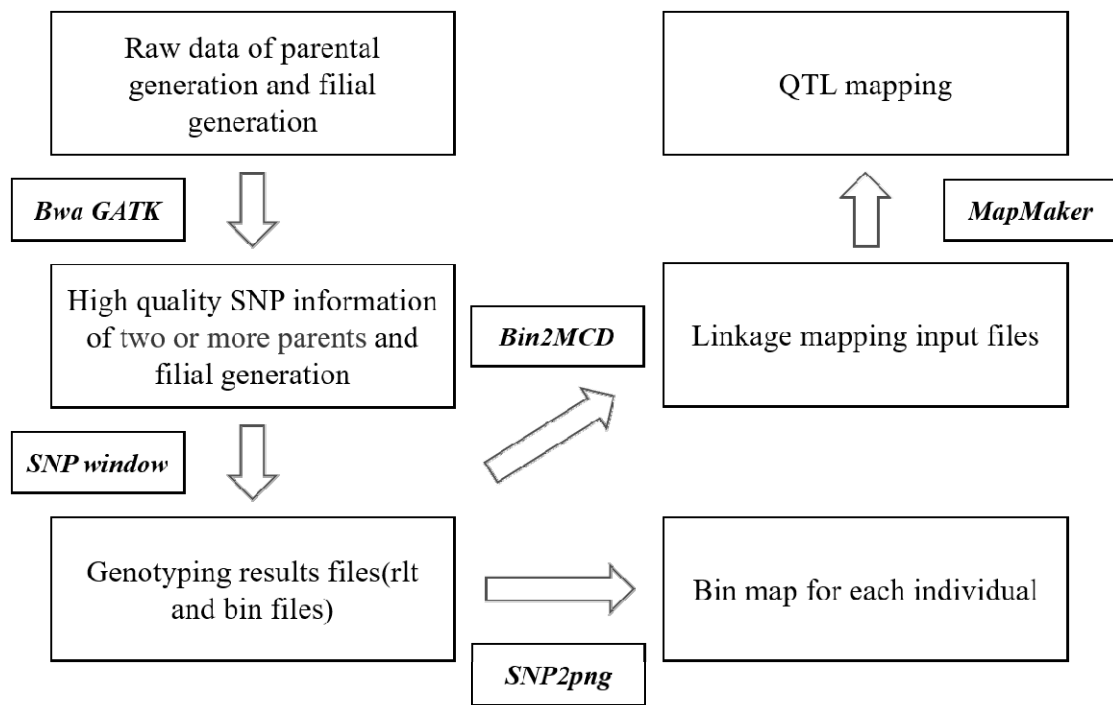 Raw data of parental
generation and filial
generation
QTL mapping
Bwa GATK
MapMaker
High quality SNP information
of two or more parents and
filial generation
Bin2MCD
Linkage mapping input files
SNP window
Genotyping results files(rlt
and bin files)
Bin map for each individual
SNP2png